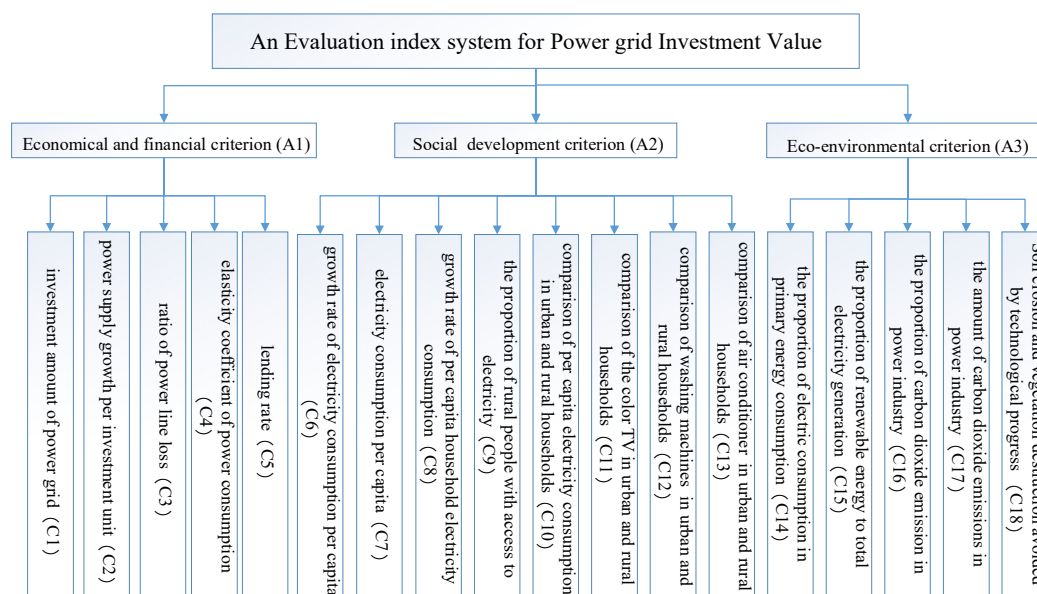 An Evaluation index system for Power grid Investment Value
Economical and financial criterion (A1)
Social development criterion (A2)
Eco-environmental criterion (A3)
investment amount of power grid (C1)
power supply growth per investment unit (C2)
ratio of power line loss (C3)
elasticity coefficient of power consumption
(C4)
lending rate (C5)
growth rate of electricity consumption per capita
(C6)
electricity consumption per capita (C7)
growth rate of per capita household electricity
consumption (C8)
the proportion of rural people with access to
electricity (C9)
comparison of per capita electricity consumption
in urban and rural households (C10)
comparison of the color TV in urban and rural
households (C11)
comparison of washing machines in urban and
rural households (C12)
comparison of air conditioner in urban and rural
households (C13)
the proportion of electric consumption in
primary energy consumption (C14)
the proportion of renewable energy to total
electricity generation (C15)
the proportion of carbon dioxide emission in
power industry (C16)
the amount of carbon dioxide emissions in
power industry (C17)
erosion and vegetation destruction avoided
by technological progress (C18)